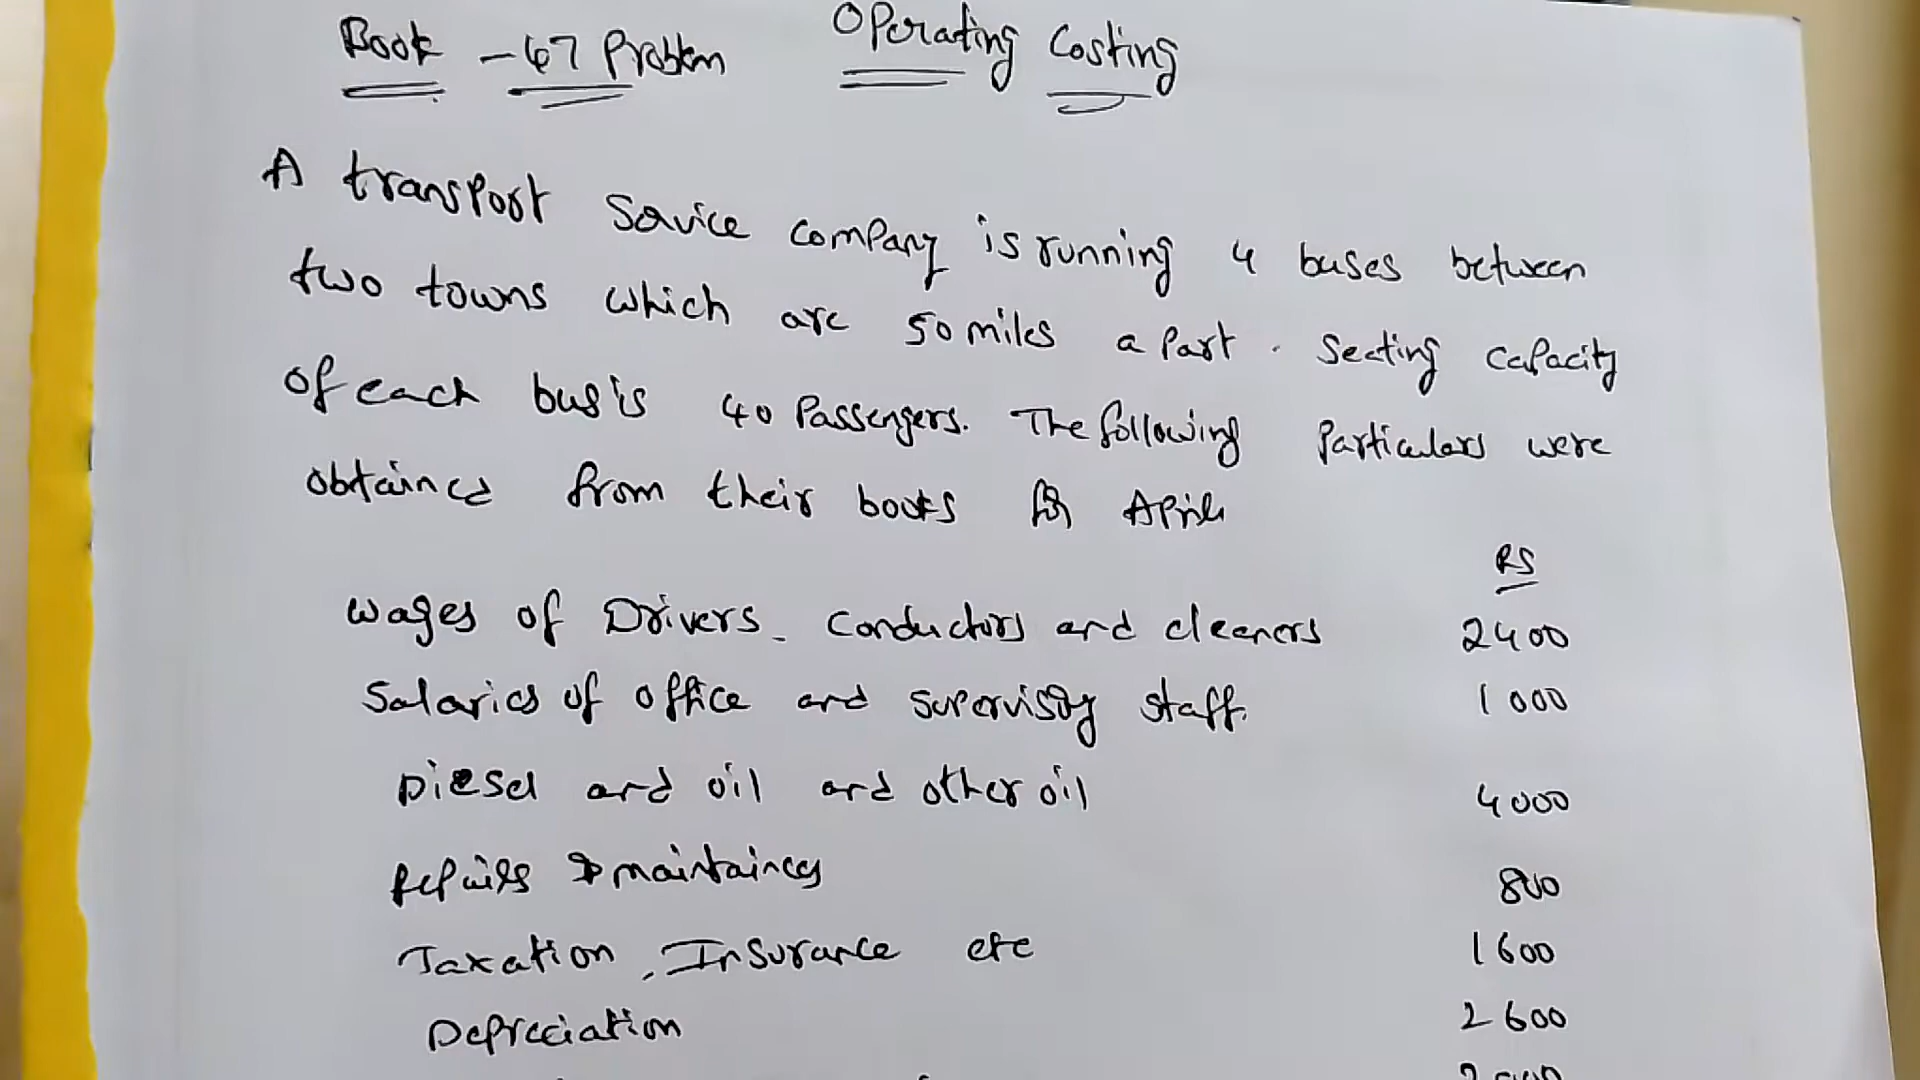 Book - 67 Problem Operating Costing
A transport Service company is running 4 buses between
two towns which are 50 miles a part. Seating capacity
of each bus is 40 Passengers. The following Particulars were
obtained from their books for April
RS
Wages of Drivers - Conductors and cleaners 2400
Salaries of office and supervisory staff. 1000
Diesel and oil and other oil 4000
Repairs & maintainces 800
Taxation, Insurance etc 1600
Depreciation 2600